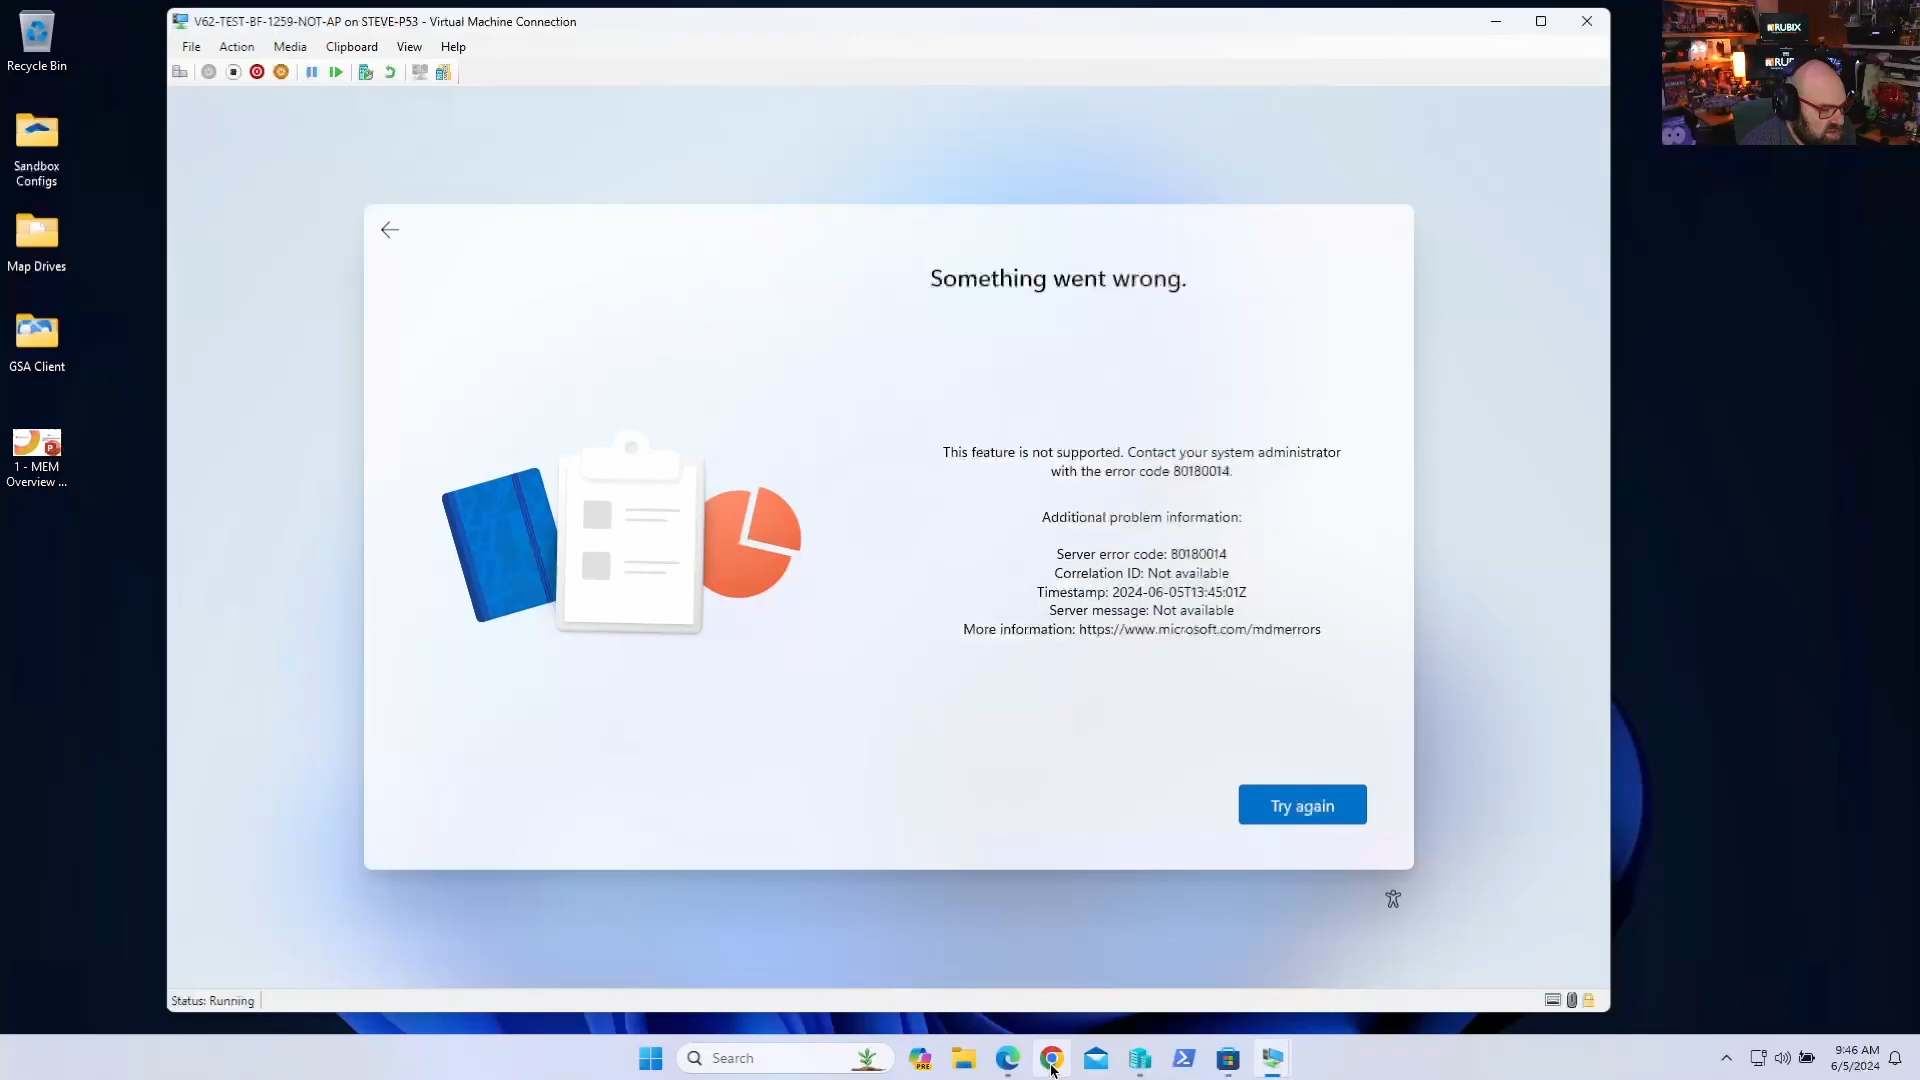 V62-TEST-BF-1259-NOT-AP on STEVE-P53 - Virtual Machine Connection
File Action Media Clipboard View Help
Recycle Bin
Sandbox
Configs
Map Drives
GSA Client
1 - MEM
Overview ...
RUBIX
Something went wrong.
This feature is not supported. Contact your system administrator
with the error code 80180014.
Additional problem information:
Server error code: 80180014
Correlation ID: Not available
Timestamp: 2024-06-05T13:45:01Z
Server message: Not available
More information: https://www.microsoft.com/mdmerrors
Try again
Status: Running
Search
PRE
9:46 AM
6/5/2024